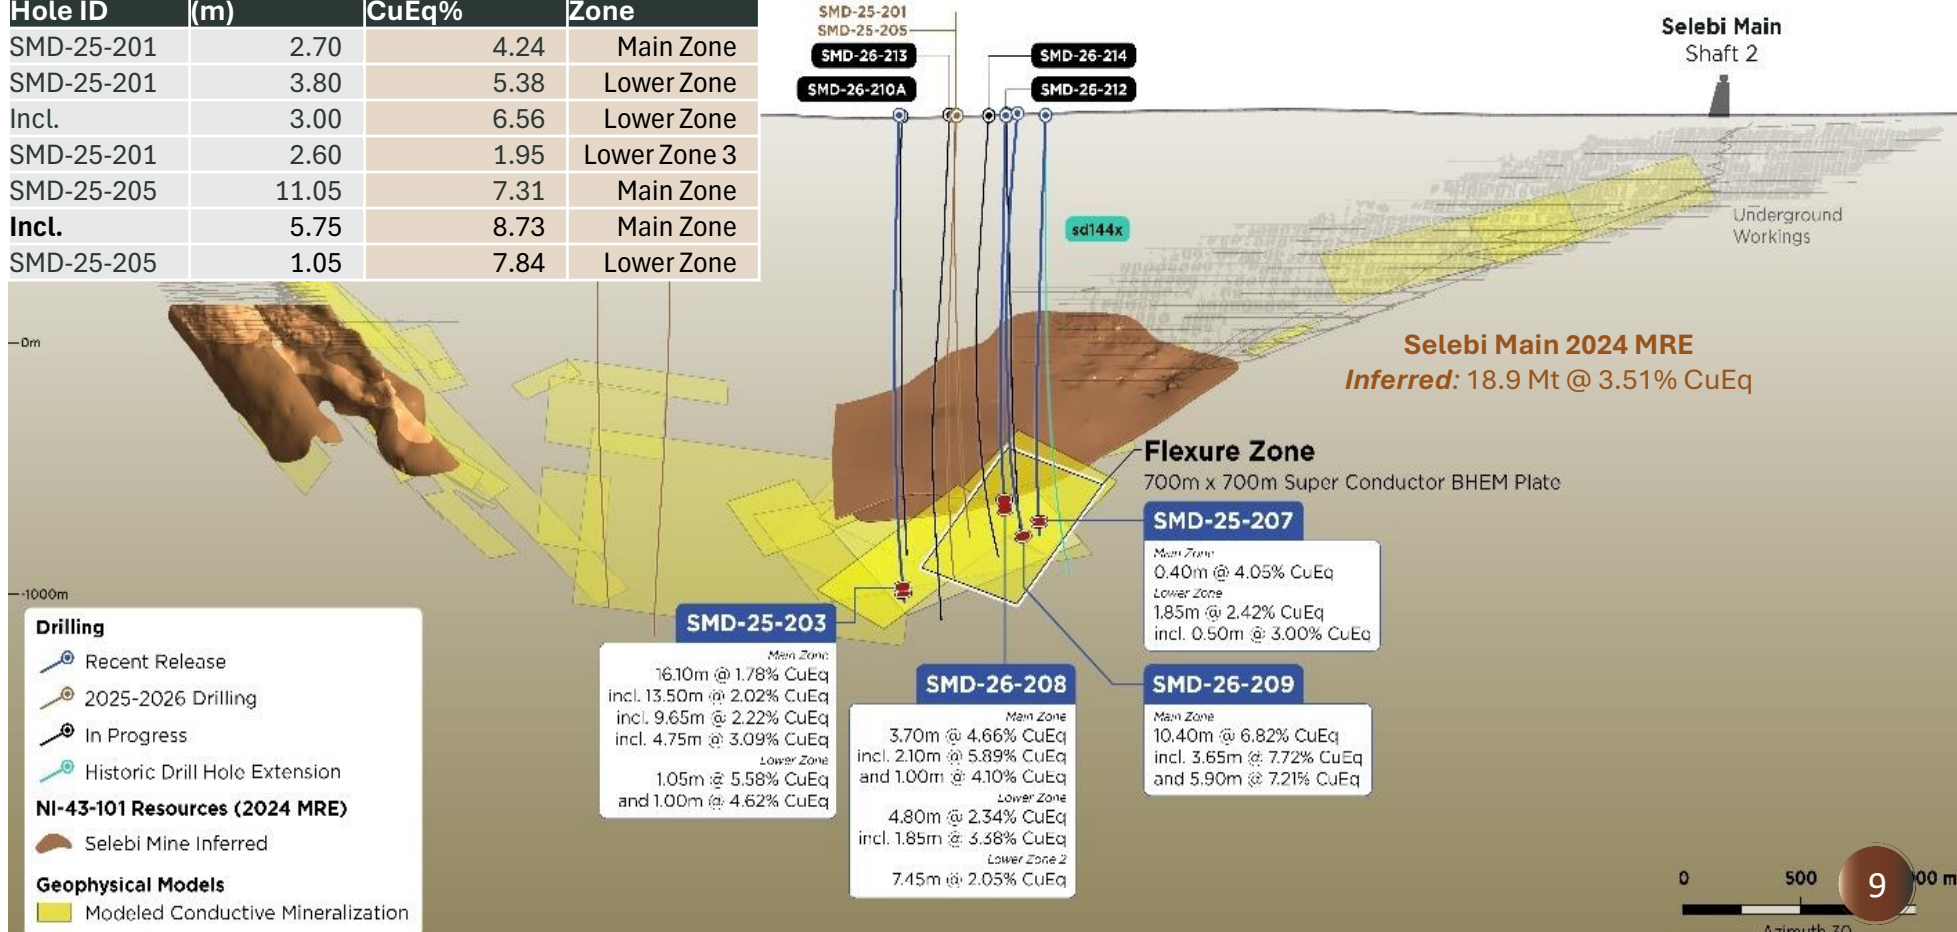 Hole ID (m) CuEq% Zone
SMD-25-201 2.70 4.24 Main Zone
SMD-25-201 3.80 5.38 Lower Zone
Incl. 3.00 6.56 Lower Zone
SMD-25-201 2.60 1.95 Lower Zone 3
SMD-25-205 11.05 7.31 Main Zone
Incl. 5.75 8.73 Main Zone
SMD-25-205 1.05 7.84 Lower Zone
SMD-25-201
SMD-25-205
SMD-26-213
SMD-26-210A
SMD-26-214
SMD-26-212
Selebi Main
Shaft 2
sd144x
Underground
Workings
0m
Selebi Main 2024 MRE
Inferred: 18.9 Mt @ 3.51% CuEq
Flexure Zone
700m x 700m Super Conductor BHEM Plate
-1000m
SMD-25-207
Main Zone
0.40m @ 4.05% CuEq
Lower Zone
1.85m @ 2.42% CuEq
incl. 0.50m @ 3.00% CuEq
SMD-25-203
Main Zone
16.10m @ 1.78% CuEq
incl. 13.50m @ 2.02% CuEq
incl. 9.65m @ 2.22% CuEq
incl. 4.75m @ 3.09% CuEq
Lower Zone
1.05m @ 5.58% CuEq
and 1.00m @ 4.62% CuEq
SMD-26-208
Main Zone
3.70m @ 4.66% CuEq
incl. 2.10m @ 5.89% CuEq
and 1.00m @ 4.10% CuEq
Lower Zone
4.80m @ 2.34% CuEq
incl. 1.85m @ 3.38% CuEq
Lower Zone 2
7.45m @ 2.05% CuEq
SMD-26-209
Main Zone
10.40m @ 6.82% CuEq
incl. 3.65m @ 7.72% CuEq
and 5.90m @ 7.21% CuEq
Drilling
Recent Release
2025-2026 Drilling
In Progress
Historic Drill Hole Extension
NI-43-101 Resources (2024 MRE)
Selebi Mine Inferred
Geophysical Models
Modeled Conductive Mineralization
0 500 00 m
9
Azimuth 30